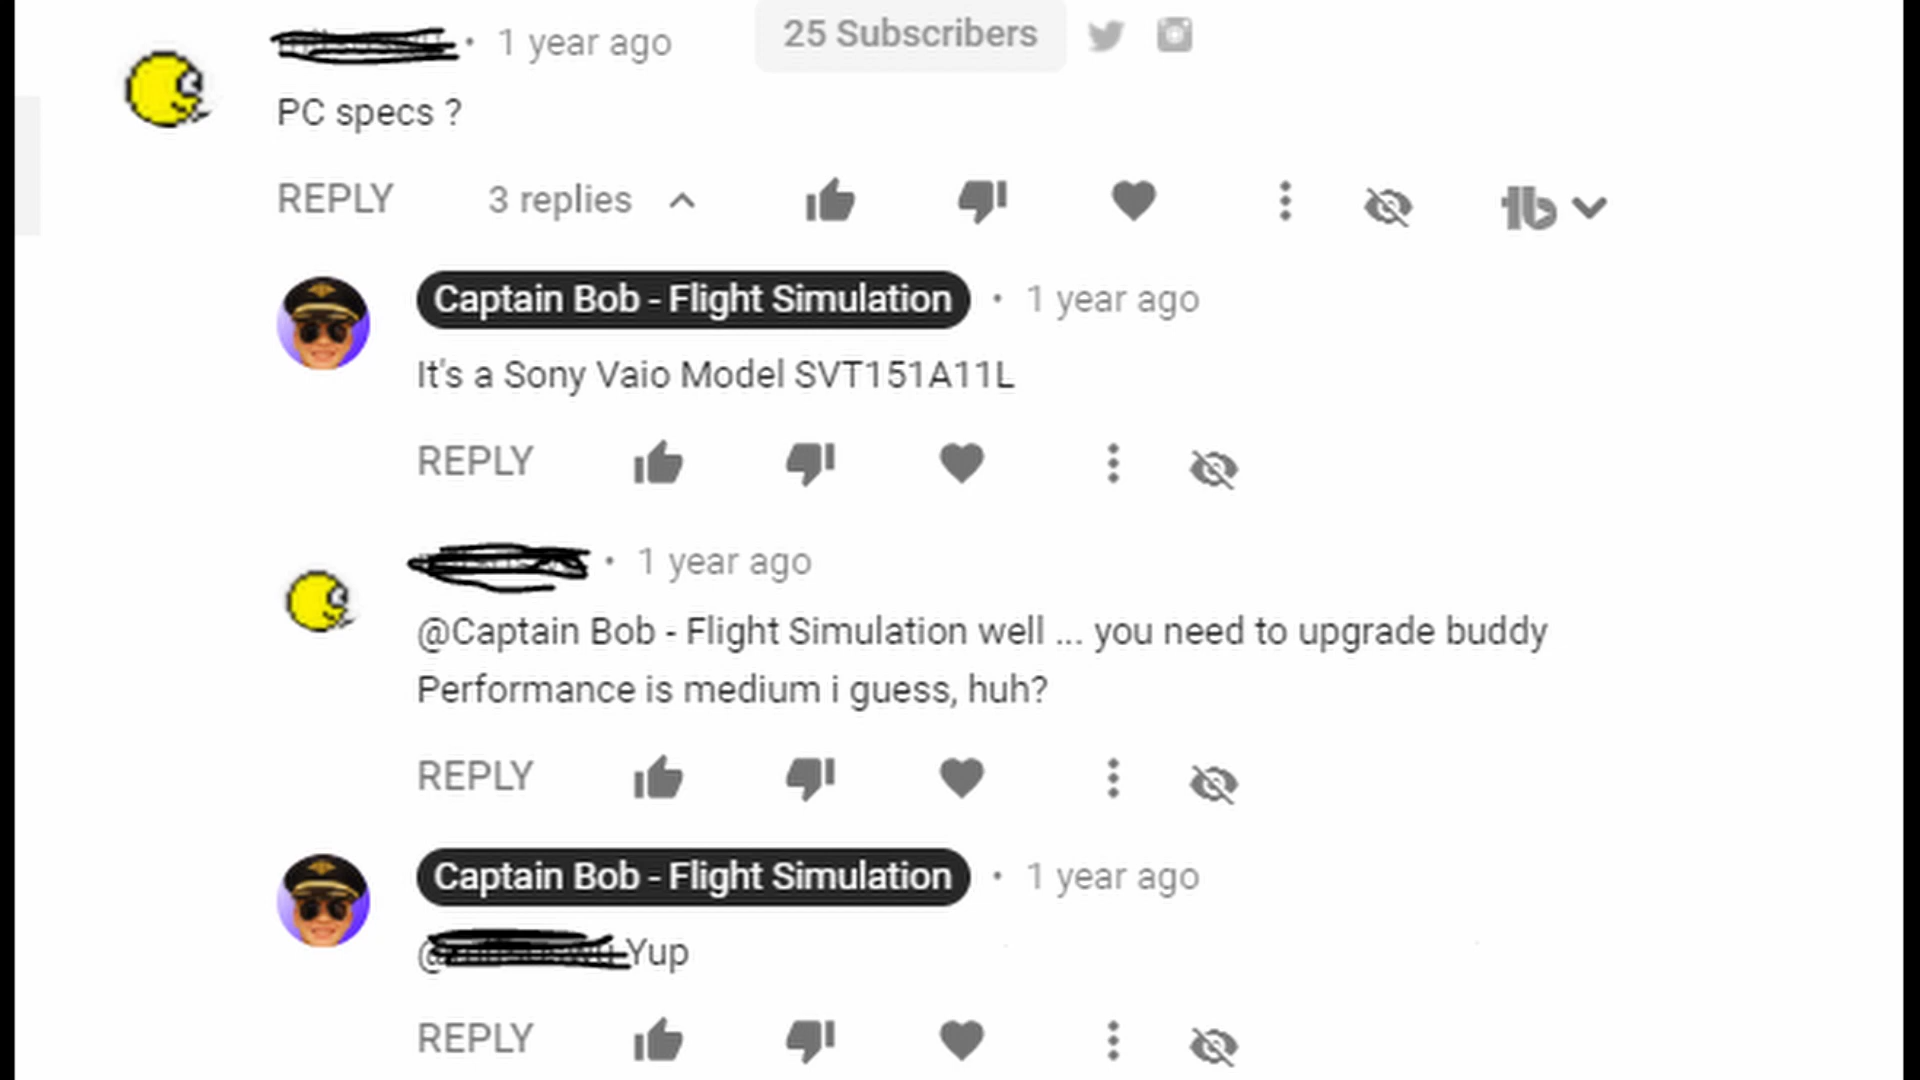 1 year ago
25 Subscribers
PC specs ?
REPLY 3 replies
Captain Bob - Flight Simulation • 1 year ago
It's a Sony Vaio Model SVT151A11L
REPLY
• 1 year ago
@Captain Bob - Flight Simulation well ... you need to upgrade buddy
Performance is medium i guess, huh?
REPLY
Captain Bob - Flight Simulation • 1 year ago
@ Yup
REPLY